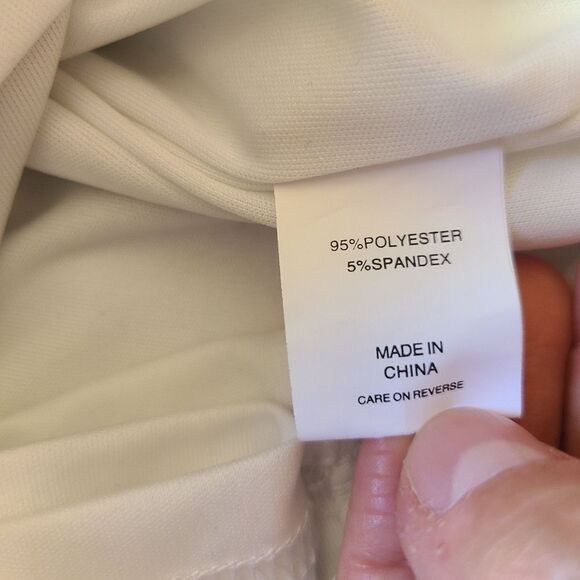 95%POLYESTER
5%SPANDEX
MADE IN
CHINA
CARE ON REVERSE